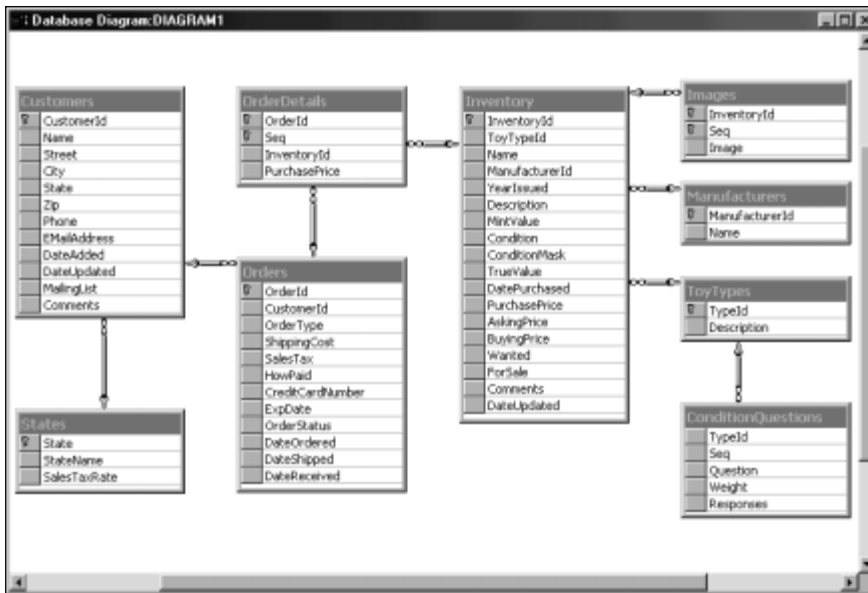 Database Diagram:DIAGRAM1
Customers
CustomerId
Name
Street
City
State
Zip
Phone
EMailAddress
DateAdded
DateUpdated
MailingList
Comments
States
State
StateName
SalesTaxRate
OrderDetails
OrderId
Seq
InventoryId
PurchasePrice
Orders
OrderId
CustomerId
OrderType
ShippingCost
SalesTax
HowPaid
CreditCardNumber
ExpDate
OrderStatus
DateOrdered
DateShipped
DateReceived
Inventory
InventoryId
ToyTypeId
Name
ManufacturerId
YearIssued
Description
MintValue
Condition
ConditionMask
TrueValue
DatePurchased
PurchasePrice
AskingPrice
BuyingPrice
Wanted
ForSale
Comments
DateUpdated
Images
InventoryId
Seq
Image
Manufacturers
ManufacturerId
Name
ToyTypes
TypeId
Description
ConditionQuestions
TypeId
Seq
Question
Weight
Responses